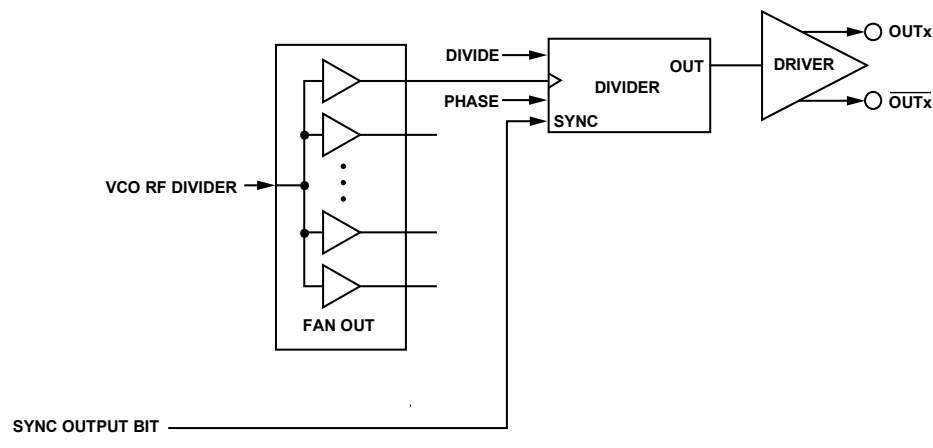 DIVIDE
PHASE
SYNC
DIVIDER
OUT
DRIVER
OUTx
OUTx
VCO RF DIVIDER
FAN OUT
SYNC OUTPUT BIT